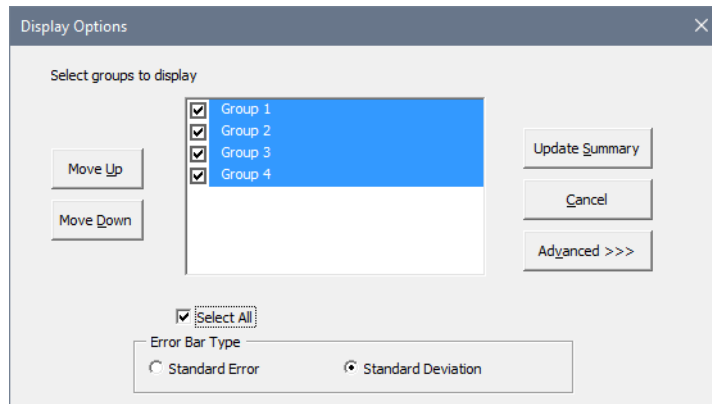 Display Options
Select groups to display
Group 1
Group 2
Group 3
Group 4
Move Up
Move Down
Update Summary
Cancel
Advanced >>>
Select All
Error Bar Type
Standard Error
Standard Deviation